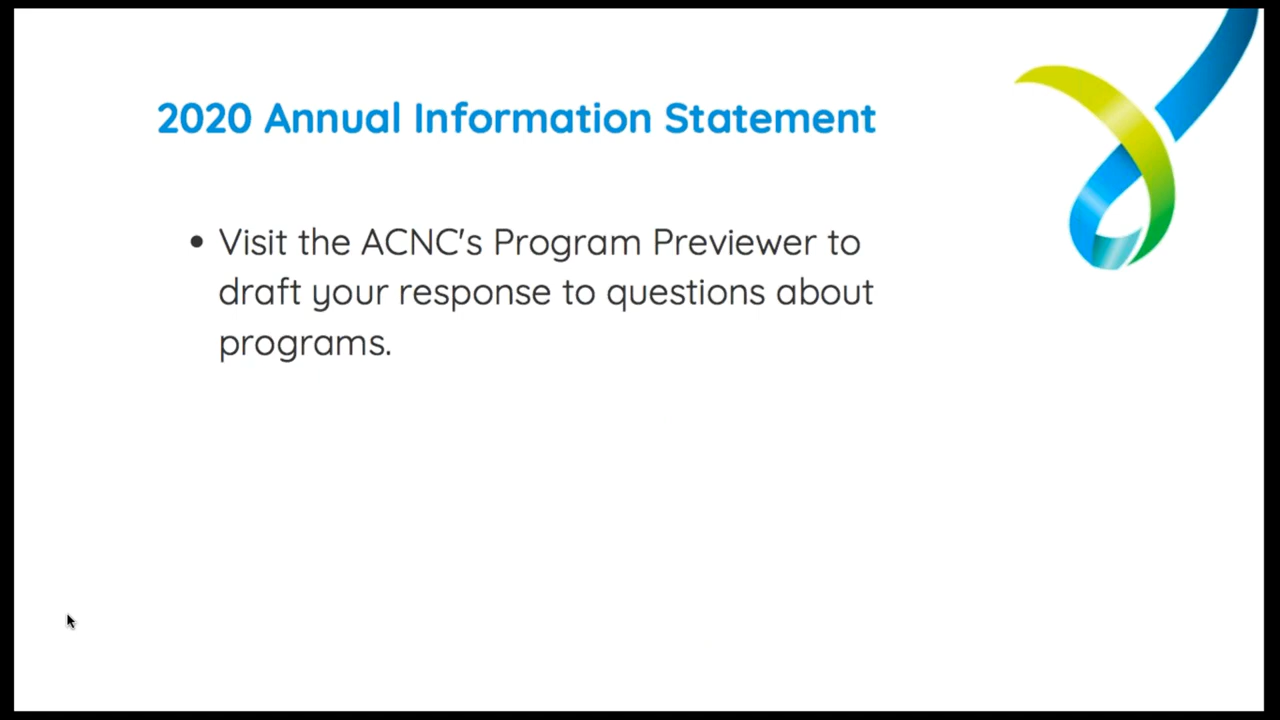 2020 Annual Information Statement
• Visit the ACNC's Program Previewer to
draft your response to questions about
programs.